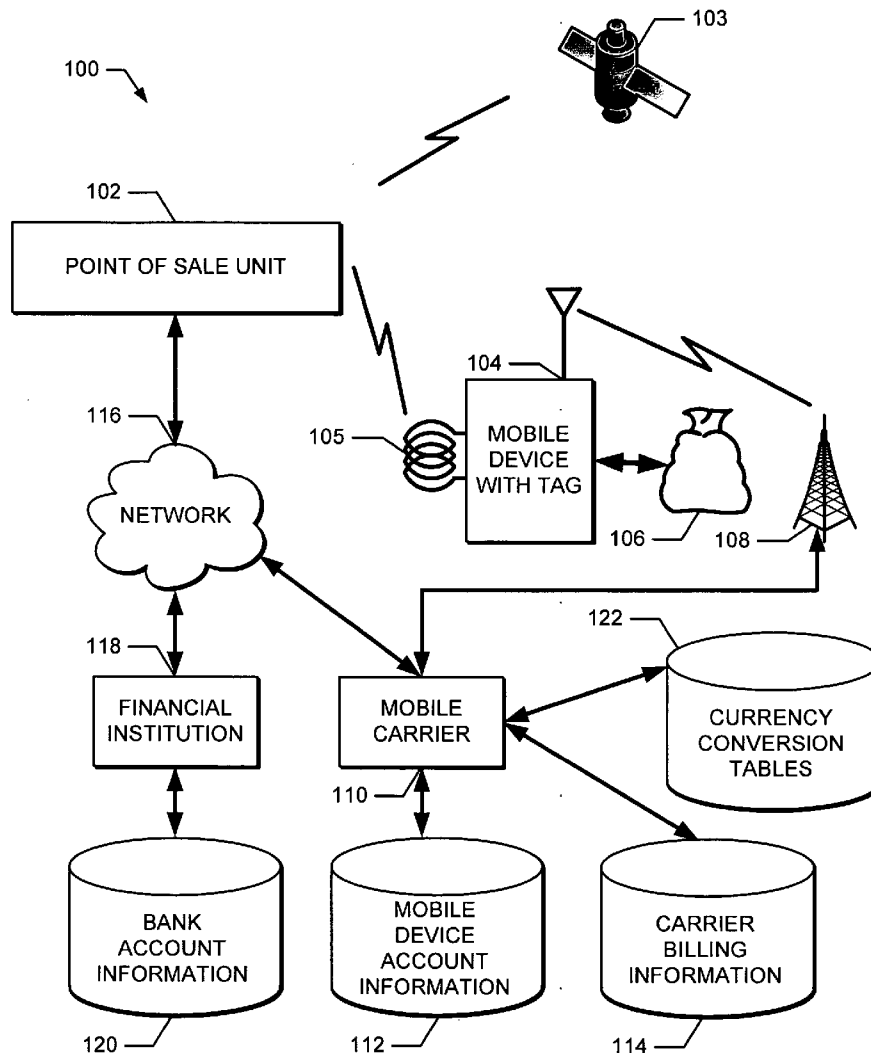 103
100
102
POINT OF SALE UNIT
104
116
105
MOBILE
DEVICE
WITH TAG
NETWORK
106
108
122
118
FINANCIAL
INSTITUTION
MOBILE
CARRIER
CURRENCY
CONVERSION
TABLES
110
BANK
ACCOUNT
INFORMATION
MOBILE
DEVICE
ACCOUNT
INFORMATION
CARRIER
BILLING
INFORMATION
120
112
114